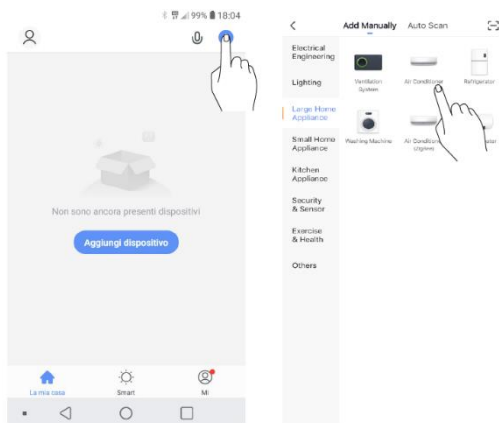 99% 18:04
Non sono ancora presenti dispositivi
Aggiungi dispositivo
La mia casa
Smart
Mi
Add Manually
Auto Scan
Electrical
Engineering
Lighting
Large Home
Appliance
Small Home
Appliance
Kitchen
Appliance
Security
& Sensor
Exercise
& Health
Others
Ventilation
System
Air Conditioner
Refrigerator
Washing Machine
Air Conditione